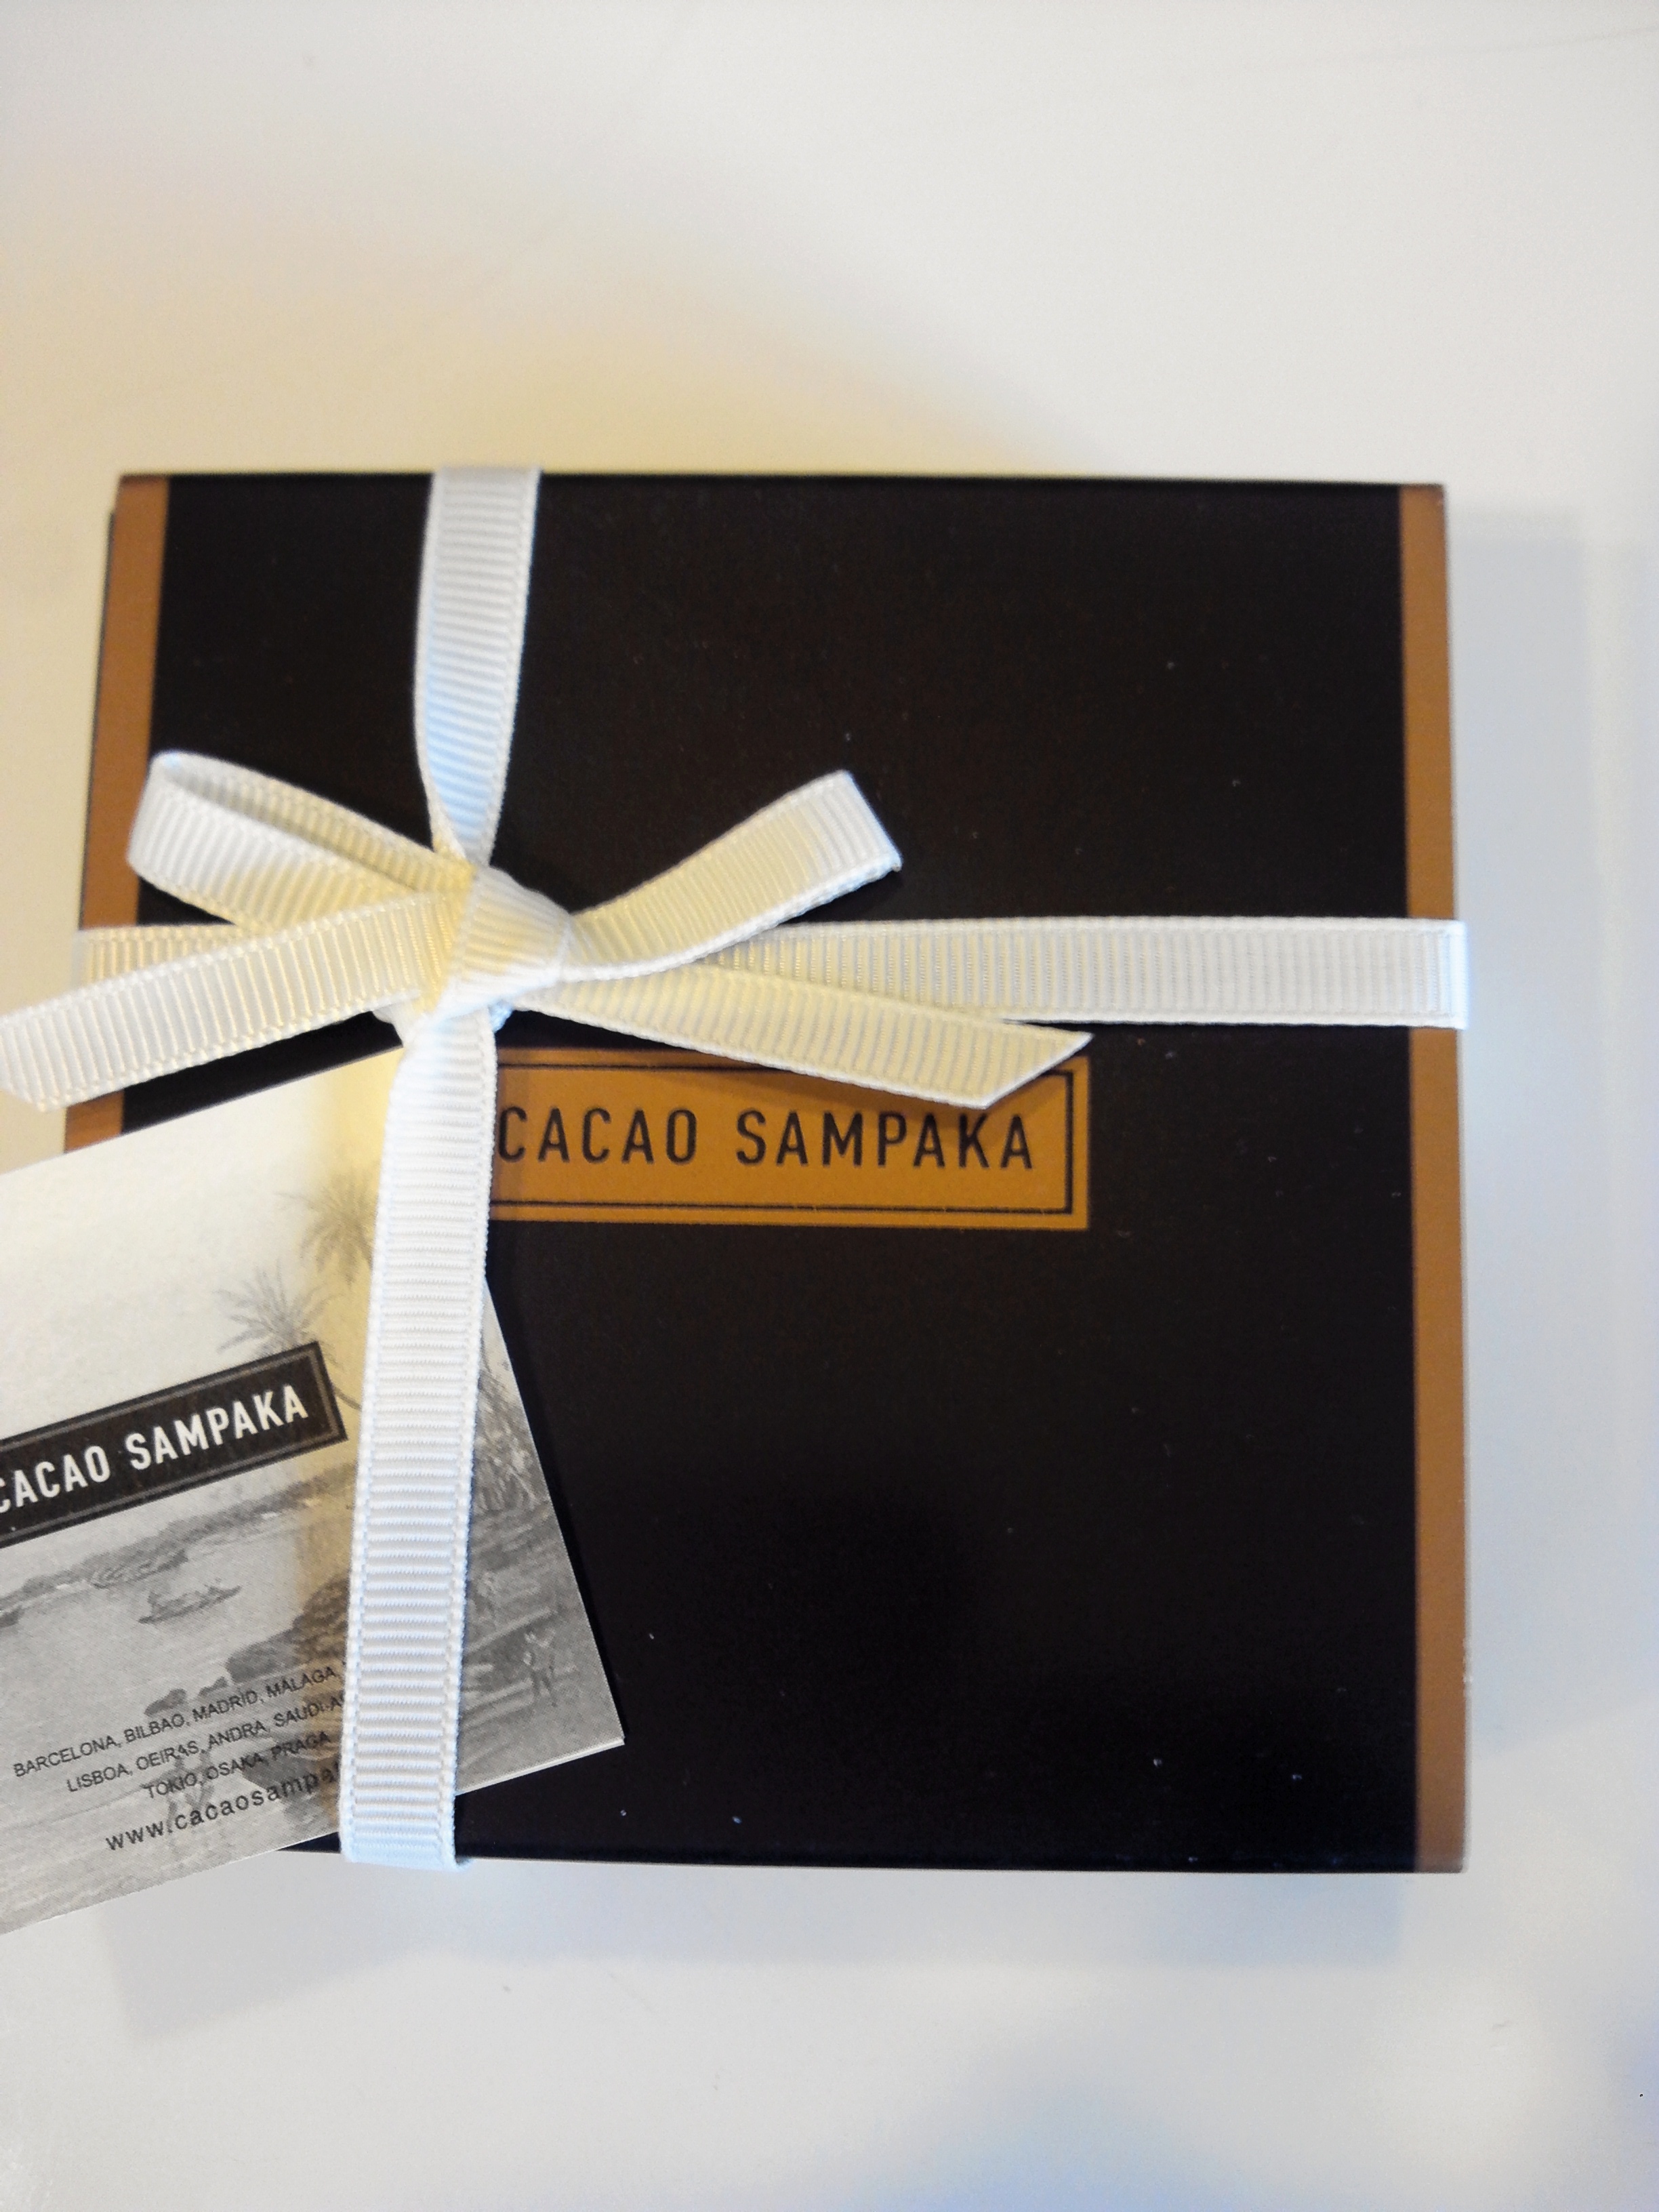 CACAO SAMPAKA
CACAO SAMPAKA
BARCELONA, BILBAO, MADRID, MÁLAGA,
LISBOA, OEIRAS, ANDRA, SAUDI-A
TOKIO, OSAKA, PRAGA
www.cacaosampa